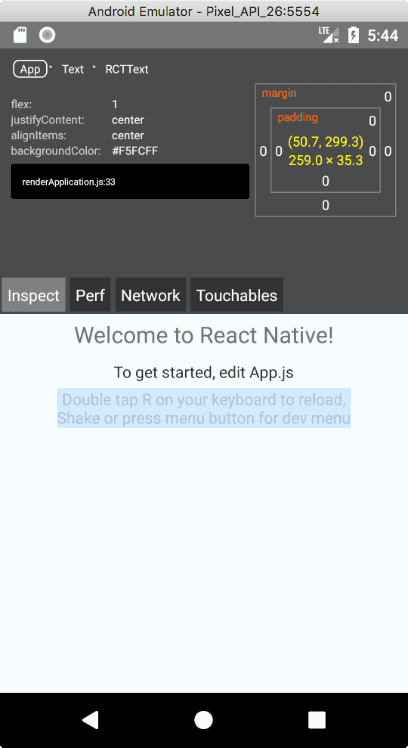 Android Emulator - Pixel_API_26:5554
LTE 5:44
App Text RCTText
flex: 1
justifyContent: center
alignItems: center
backgroundColor: #F5FCFF
renderApplication.js:33
margin 0
padding 0
0 0 (50.7, 299.3) 0 0
259.0 × 35.3
0
0
Inspect Perf Network Touchables
Welcome to React Native!
To get started, edit App.js
Double tap R on your keyboard to reload,
Shake or press menu button for dev menu